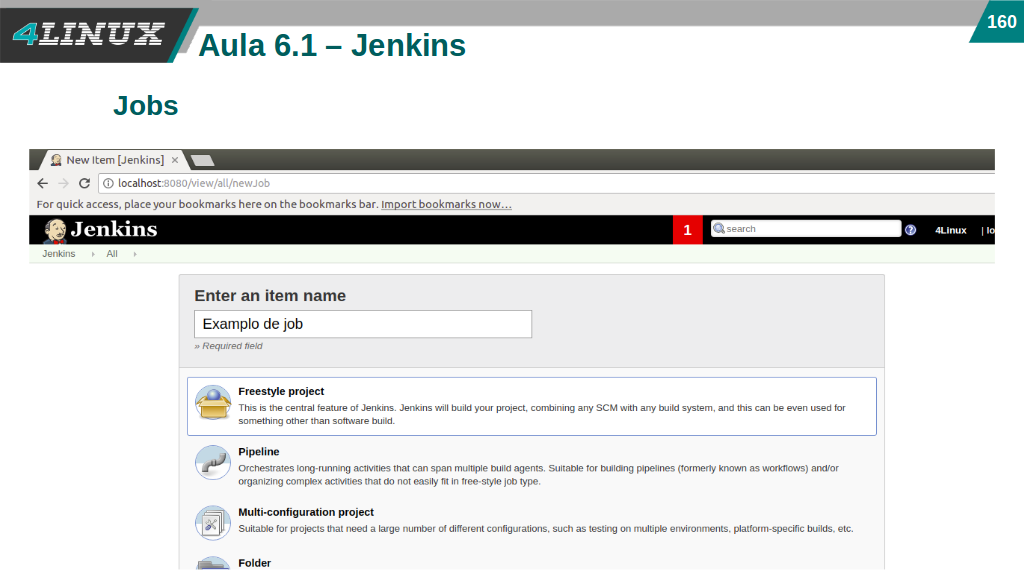 4LINUX
160
Aula 6.1 – Jenkins
Jobs
New Item [Jenkins] ×
localhost:8080/view/all/newJob
For quick access, place your bookmarks here on the bookmarks bar. Import bookmarks now…
Jenkins
1
search
?
4Linux
| lo
Jenkins
All
Enter an item name
Examplo de job
» Required field
Freestyle project
This is the central feature of Jenkins. Jenkins will build your project, combining any SCM with any build system, and this can be even used for
something other than software build.
Pipeline
Orchestrates long-running activities that can span multiple build agents. Suitable for building pipelines (formerly known as workflows) and/or
organizing complex activities that do not easily fit in free-style job type.
Multi-configuration project
Suitable for projects that need a large number of different configurations, such as testing on multiple environments, platform-specific builds, etc.
Folder